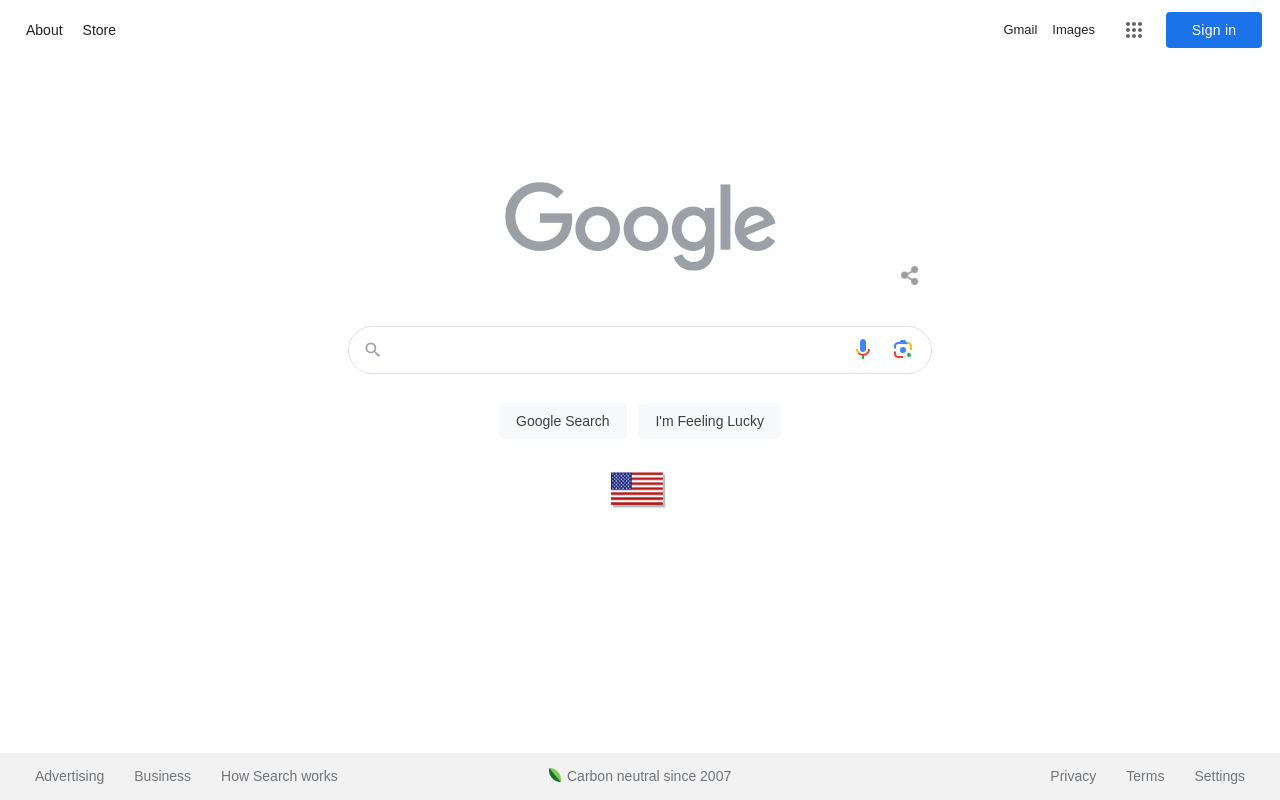 About Store Gmail Images Sign in
Google
Google Search I'm Feeling Lucky
Advertising Business How Search works Carbon neutral since 2007 Privacy Terms Settings